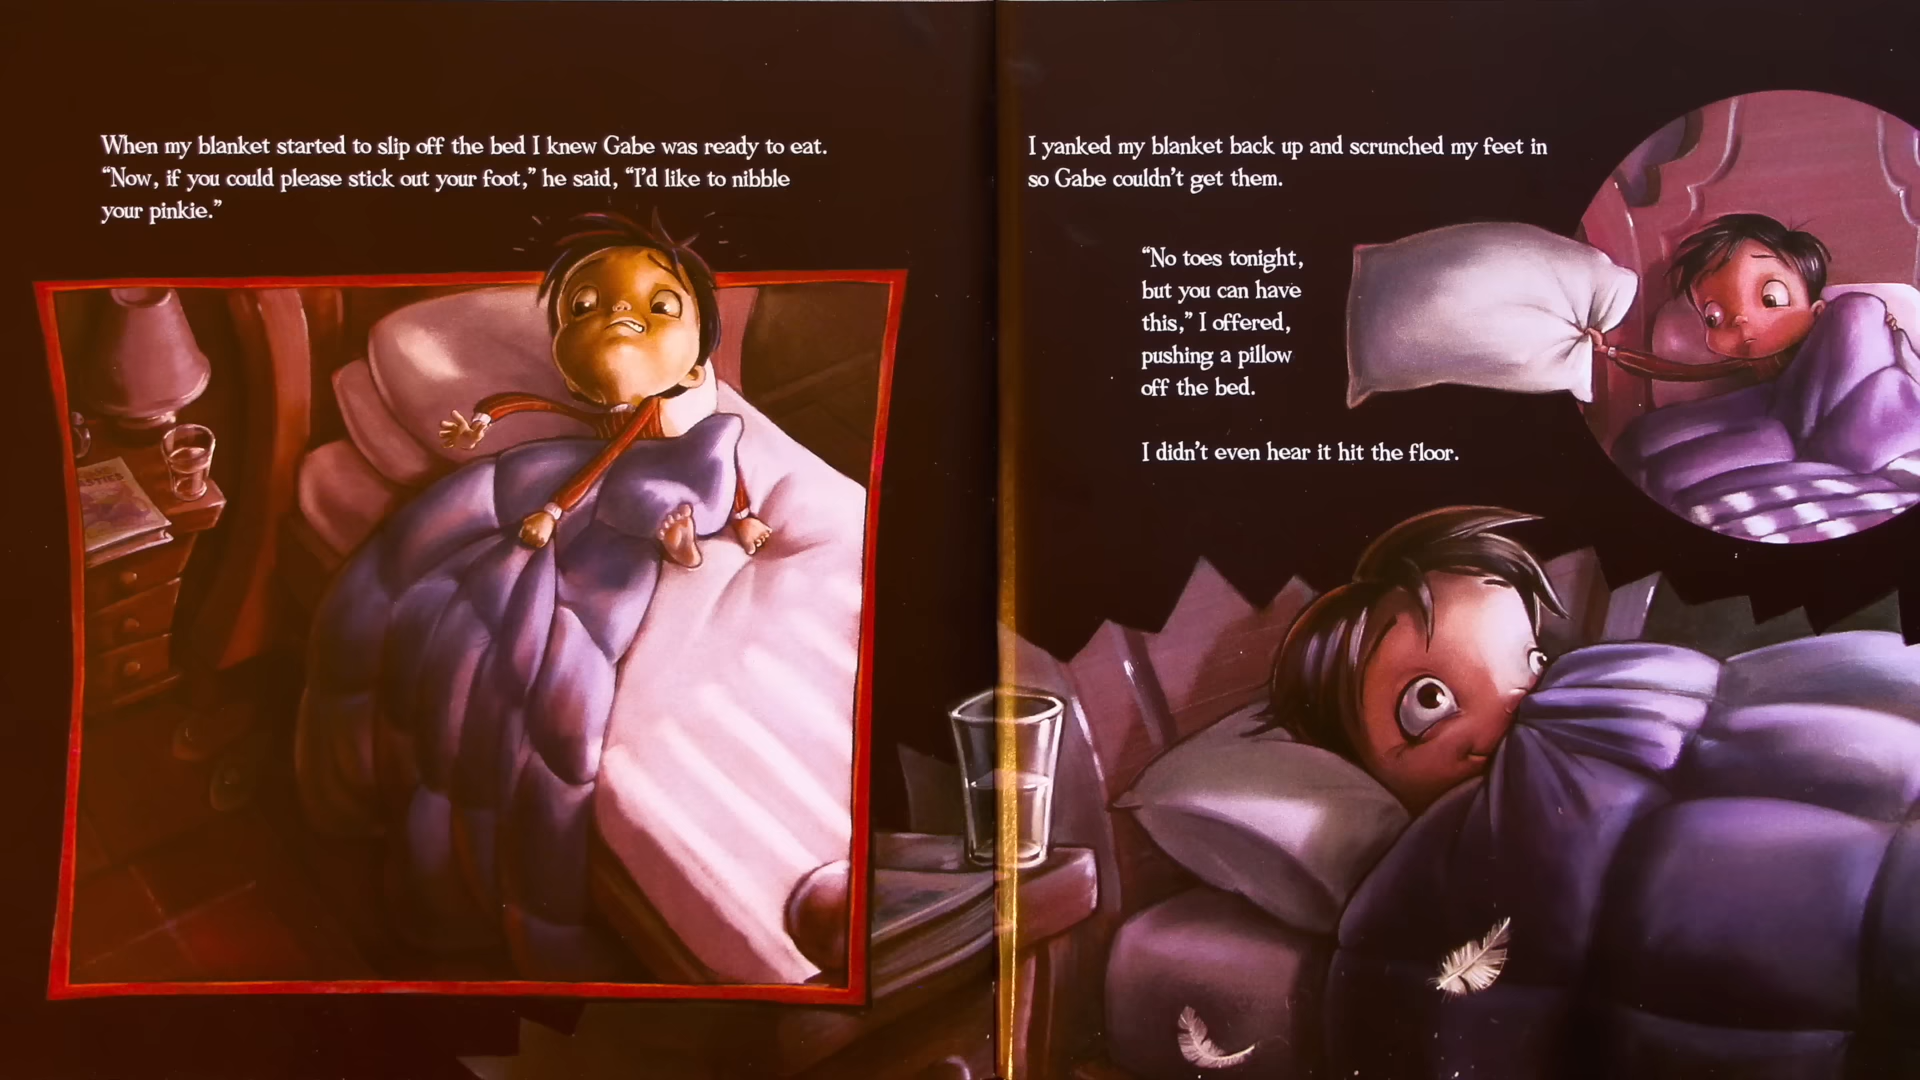 When my blanket started to slip off the bed I knew Gabe was ready to eat.
“Now, if you could please stick out your foot,” he said, “I’d like to nibble
your pinkie.”
I yanked my blanket back up and scrunched my feet in
so Gabe couldn’t get them.
“No toes tonight,
but you can have
this,” I offered,
pushing a pillow
off the bed.
I didn’t even hear it hit the floor.